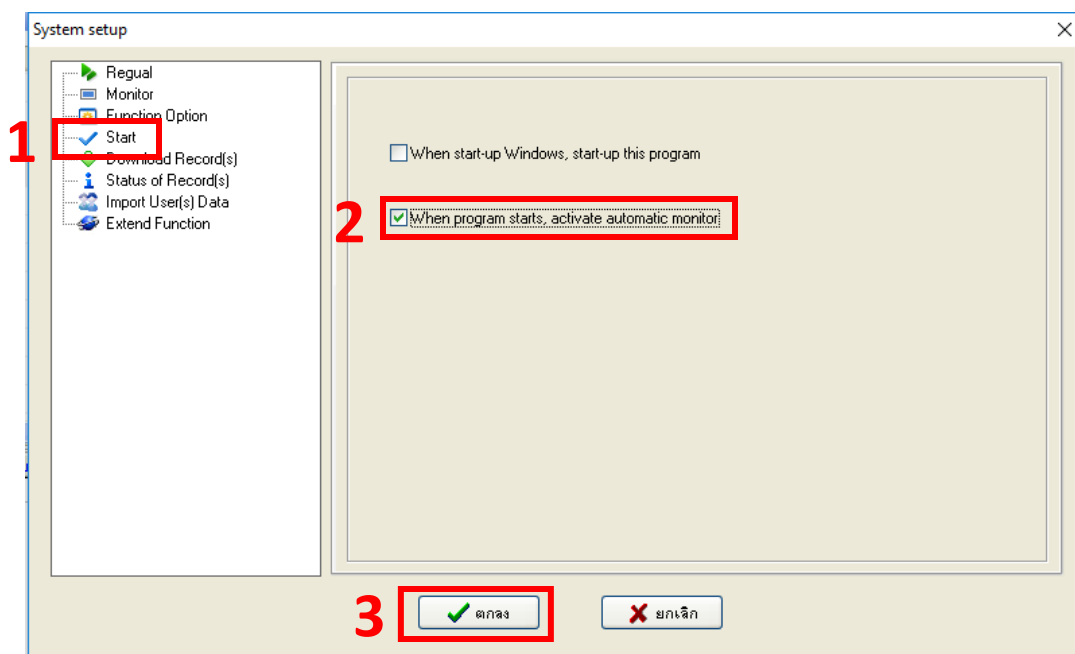 System setup
Regual
Monitor
Function Option
1
Start
Download Record(s)
Status of Record(s)
Import User(s) Data
Extend Function
When start-up Windows, start-up this program
2
When program starts, activate automatic monitor
3
ตกลง
ยกเลิก